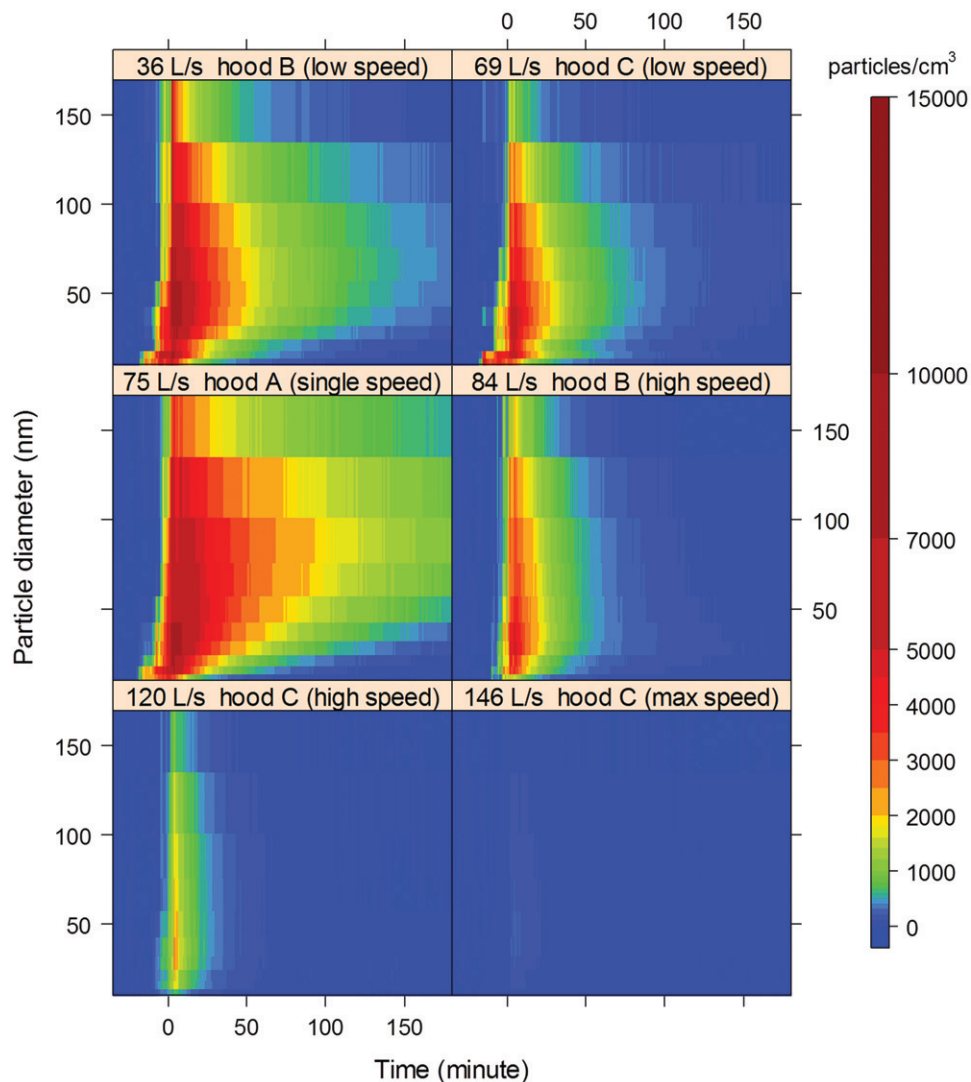 0 50 150
36 L/s hood B (low speed) 69 L/s hood C (low speed) particles/cm³
150
100
50
75 L/s hood A (single speed) 84 L/s hood B (high speed)
150
100
50
120 L/s hood C (high speed) 146 L/s hood C (max speed)
150
100
50
0 50 100 150
Particle diameter (nm)
Time (minute)
15000
10000
7000
5000
4000
3000
2000
1000
0